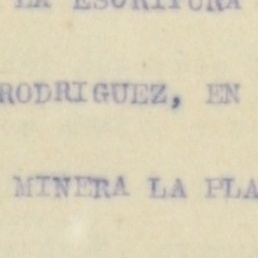 LA ESCRITURA
RODRIGUEZ, EN
MINERA LA PLA